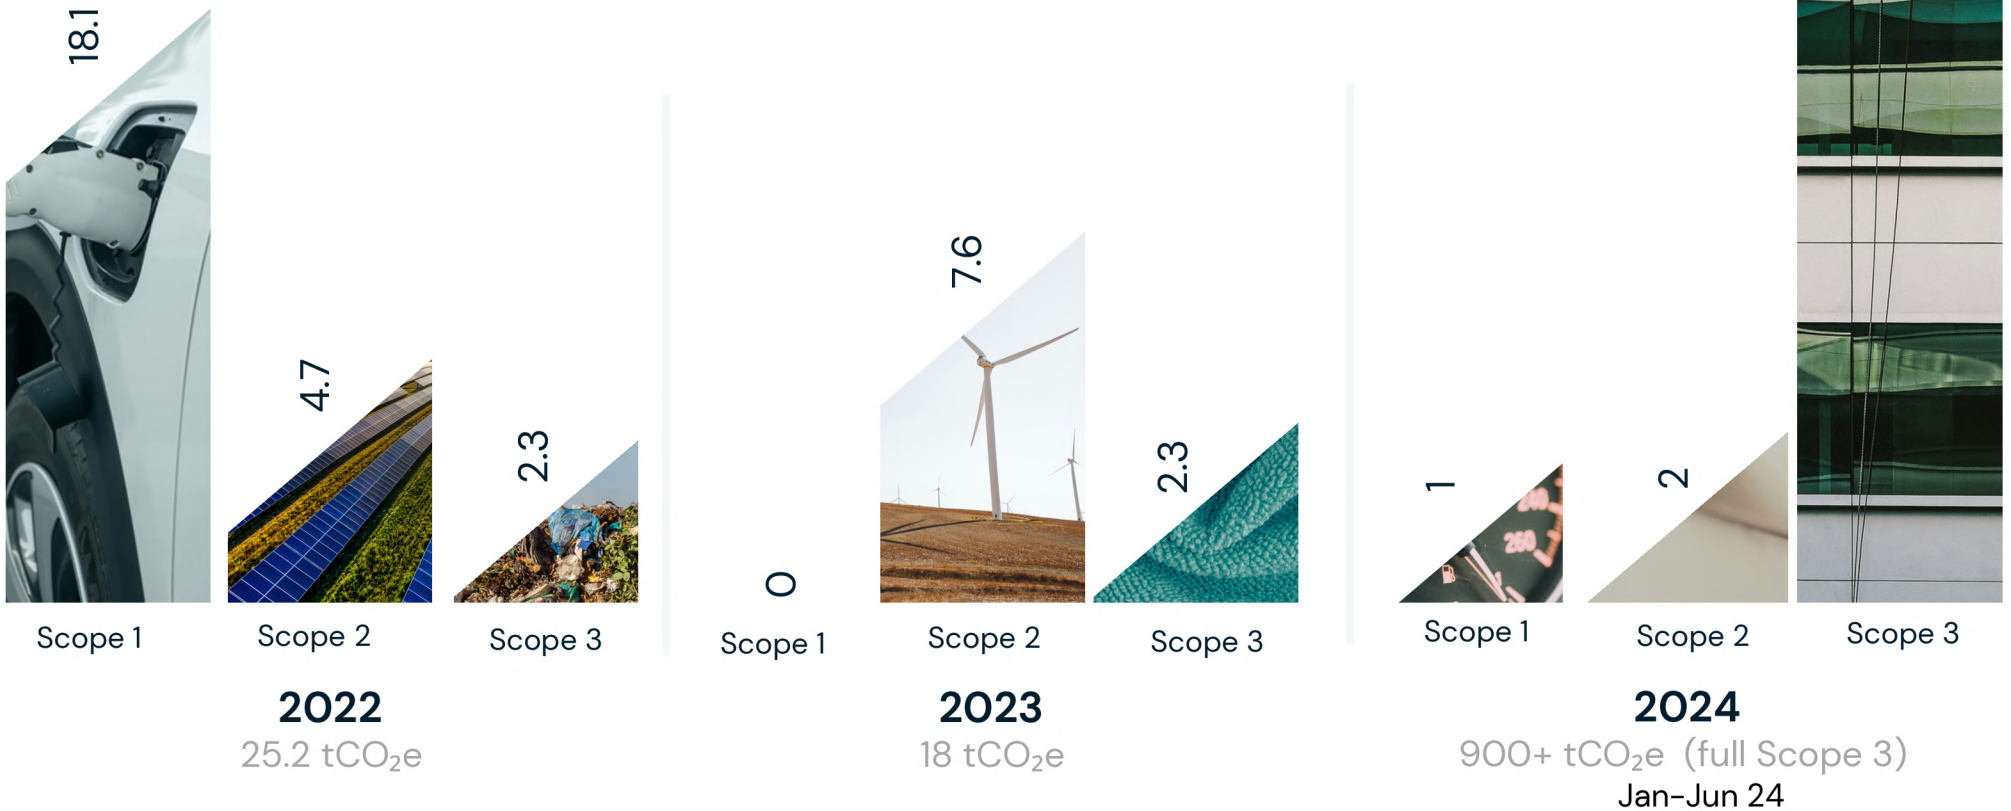 18.1
4.7
2.3
Scope 1
Scope 2
Scope 3
2022
25.2 tCO₂e
0
7.6
2.3
Scope 1
Scope 2
Scope 3
2023
18 tCO₂e
1
260
2
Scope 1
Scope 2
Scope 3
2024
900+ tCO₂e (full Scope 3)
Jan-Jun 24